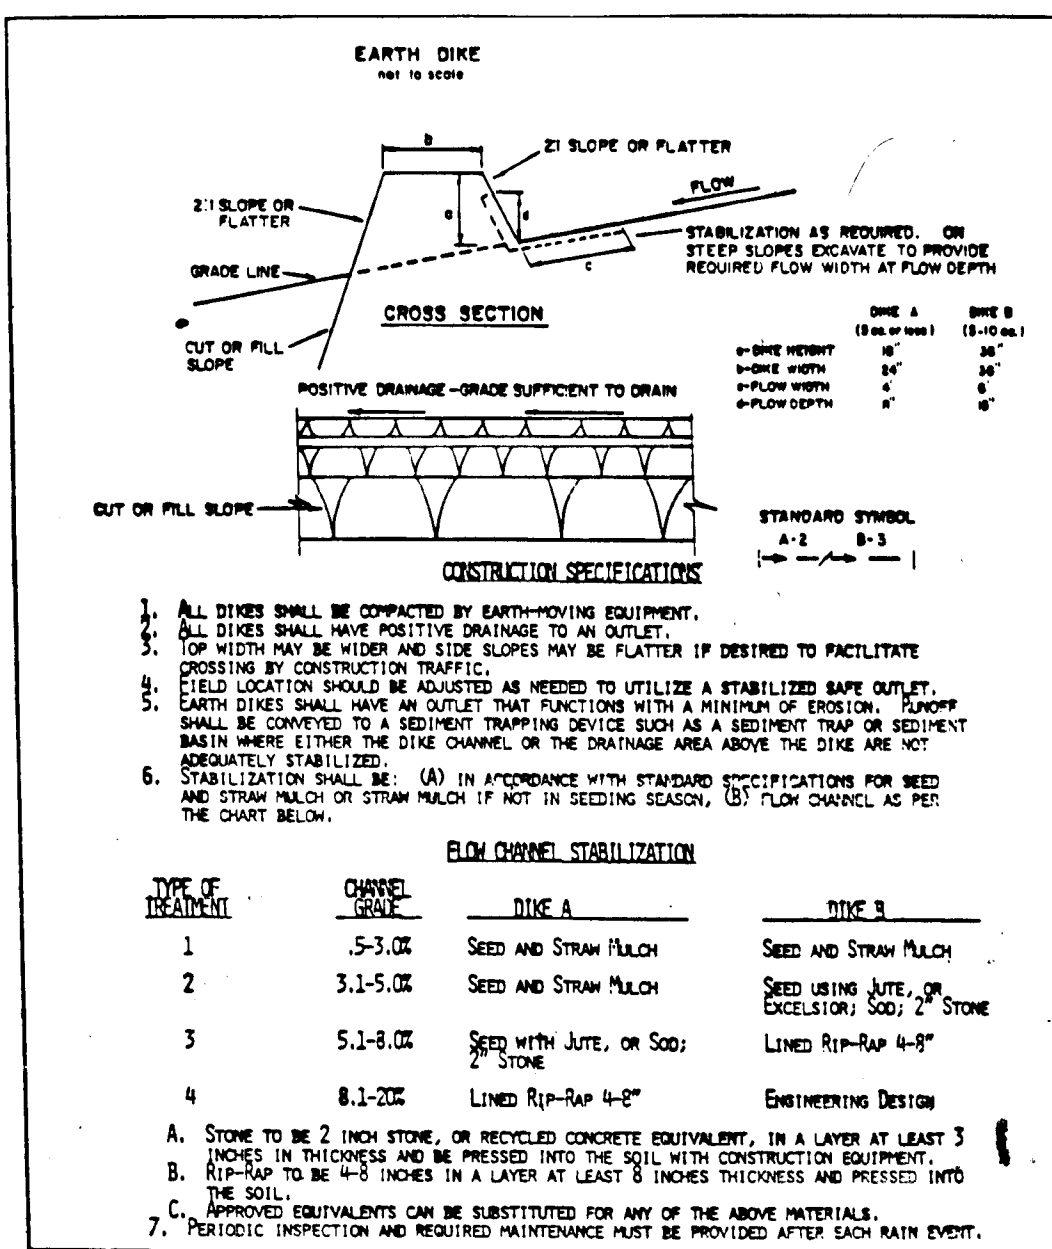 EARTH DIKE
not to scale
b
2:1 SLOPE OR FLATTER
FLOW
2:1 SLOPE OR
FLATTER
a
d
STABILIZATION AS REQUIRED. ON
STEEP SLOPES EXCAVATE TO PROVIDE
REQUIRED FLOW WIDTH AT FLOW DEPTH
GRADE LINE
c
CROSS SECTION
CUT OR FILL
SLOPE
DIKE A DIKE B
(5 ac. or less) (5-10 ac.)
a-DIKE HEIGHT 18" 36"
b-DIKE WIDTH 24" 36"
c-FLOW WIDTH 4' 6'
d-FLOW DEPTH 8" 15"
POSITIVE DRAINAGE-GRADE SUFFICIENT TO DRAIN
CUT OR FILL SLOPE
STANDARD SYMBOL
A-2 B-3
CONSTRUCTION SPECIFICATIONS
1. ALL DIKES SHALL BE COMPACTED BY EARTH-MOVING EQUIPMENT.
2. ALL DIKES SHALL HAVE POSITIVE DRAINAGE TO AN OUTLET.
3. TOP WIDTH MAY BE WIDER AND SIDE SLOPES MAY BE FLATTER IF DESIRED TO FACILITATE
CROSSING BY CONSTRUCTION TRAFFIC.
4. FIELD LOCATION SHOULD BE ADJUSTED AS NEEDED TO UTILIZE A STABILIZED SAFE OUTLET.
5. EARTH DIKES SHALL HAVE AN OUTLET THAT FUNCTIONS WITH A MINIMUM OF EROSION. RUNOFF
SHALL BE CONVEYED TO A SEDIMENT TRAPPING DEVICE SUCH AS A SEDIMENT TRAP OR SEDIMENT
BASIN WHERE EITHER THE DIKE CHANNEL OR THE DRAINAGE AREA ABOVE THE DIKE ARE NOT
ADEQUATELY STABILIZED.
6. STABILIZATION SHALL BE: (A) IN ACCORDANCE WITH STANDARD SPECIFICATIONS FOR SEED
AND STRAW MULCH OR STRAW MULCH IF NOT IN SEEDING SEASON, (B) FLOW CHANNEL AS PER
THE CHART BELOW.
FLOW CHANNEL STABILIZATION
TYPE OF CHANNEL
TREATMENT GRADE DIKE A DIKE B
1 .5-3.0% SEED AND STRAW MULCH SEED AND STRAW MULCH
2 3.1-5.0% SEED AND STRAW MULCH SEED USING JUTE, OR
EXCELSIOR; SOD; 2" STONE
3 5.1-8.0% SEED WITH JUTE, OR SOD; LINED RIP-RAP 4-8"
2" STONE
4 8.1-20% LINED RIP-RAP 4-8" ENGINEERING DESIGN
A. STONE TO BE 2 INCH STONE, OR RECYCLED CONCRETE EQUIVALENT, IN A LAYER AT LEAST 3
INCHES IN THICKNESS AND BE PRESSED INTO THE SOIL WITH CONSTRUCTION EQUIPMENT.
B. RIP-RAP TO BE 4-8 INCHES IN A LAYER AT LEAST 8 INCHES THICKNESS AND PRESSED INTO
THE SOIL.
C. APPROVED EQUIVALENTS CAN BE SUBSTITUTED FOR ANY OF THE ABOVE MATERIALS.
7. PERIODIC INSPECTION AND REQUIRED MAINTENANCE MUST BE PROVIDED AFTER EACH RAIN EVENT.